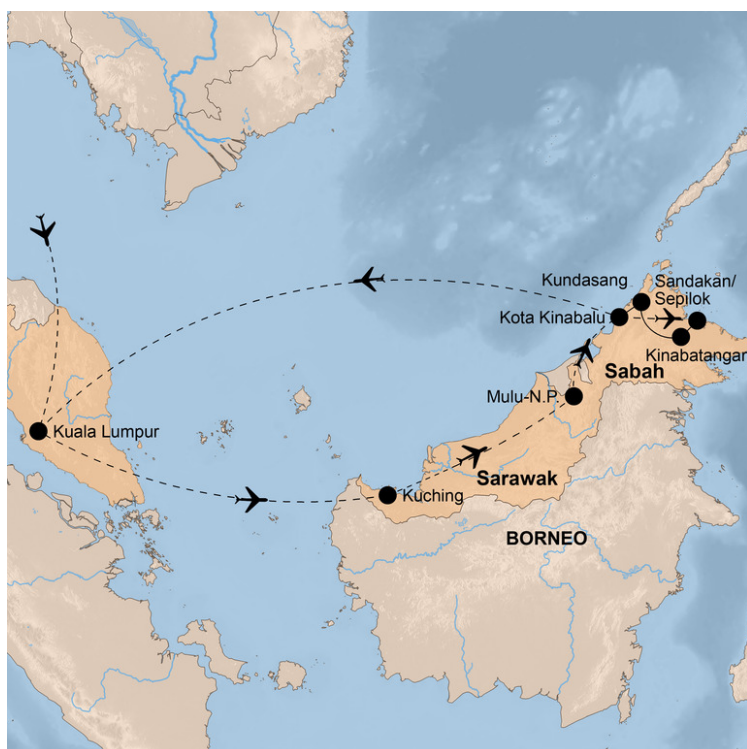 Kundasang
Sandakan/
Sepilok
Kota Kinabalu
Kinabatangan
Sabah
Mulu-N.P.
Kuala Lumpur
Sarawak
Kuching
BORNEO